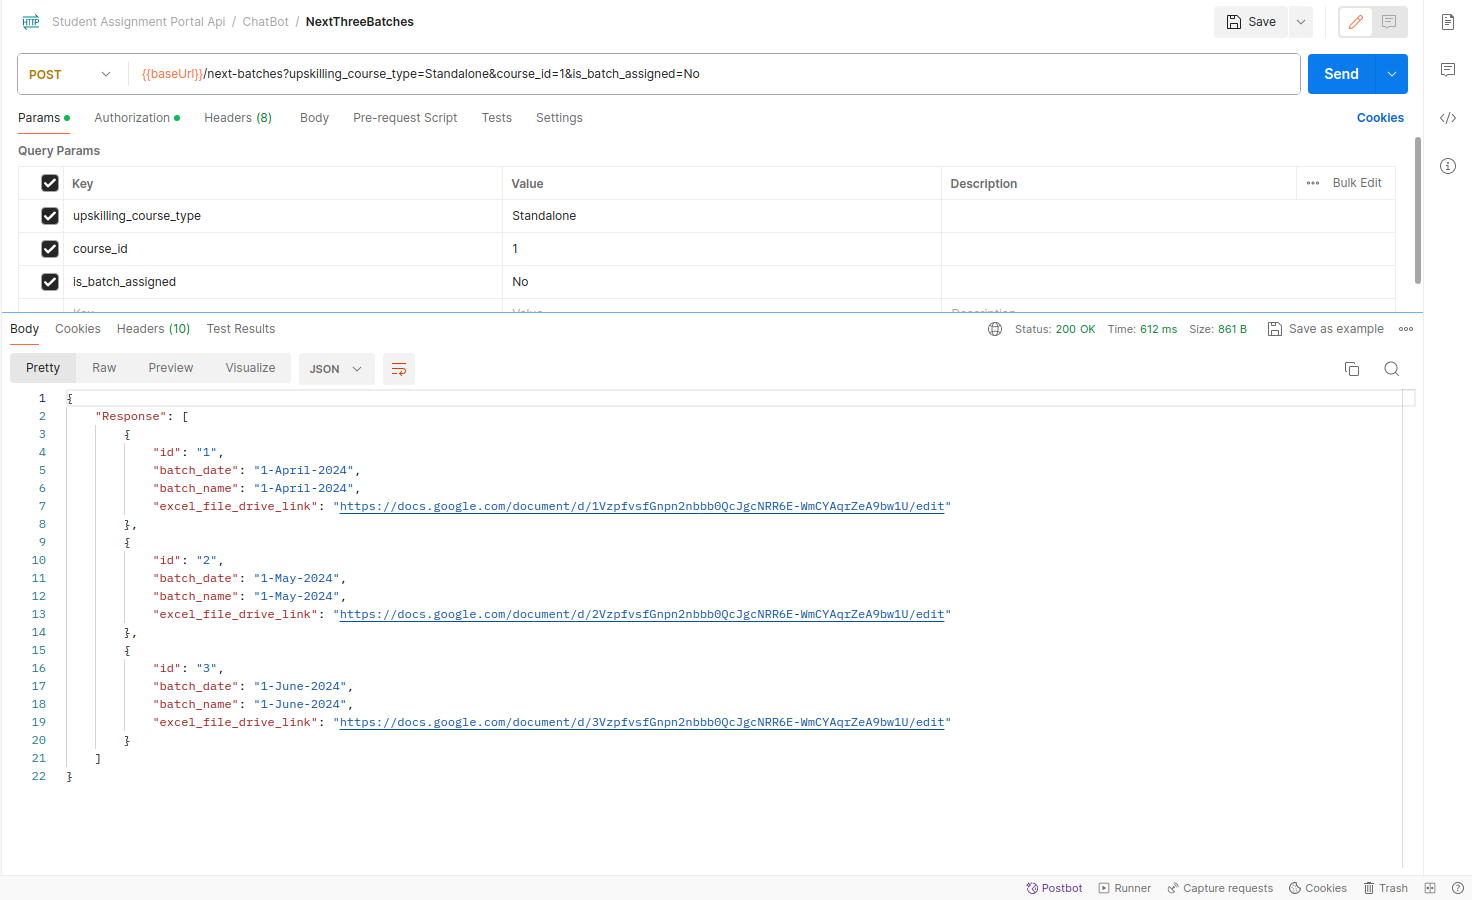 HTTP Student Assignment Portal Api / ChatBot / NextThreeBatches Save
POST {{baseUrl}}/next-batches?upskilling_course_type=Standalone&course_id=1&is_batch_assigned=No Send
Params Authorization Headers (8) Body Pre-request Script Tests Settings Cookies
Query Params
Key Value Description ••• Bulk Edit
upskilling_course_type Standalone
course_id 1
is_batch_assigned No
Key Value Description
Body Cookies Headers (10) Test Results Status: 200 OK Time: 612 ms Size: 861 B Save as example
Pretty Raw Preview Visualize JSON
1 {
2 "Response": [
3 {
4 "id": "1",
5 "batch_date": "1-April-2024",
6 "batch_name": "1-April-2024",
7 "excel_file_drive_link": "https://docs.google.com/document/d/1VzpfvsfGnpn2nbbb0QcJgcNRR6E-WmCYAqrZeA9bw1U/edit"
8 },
9 {
10 "id": "2",
11 "batch_date": "1-May-2024",
12 "batch_name": "1-May-2024",
13 "excel_file_drive_link": "https://docs.google.com/document/d/2VzpfvsfGnpn2nbbb0QcJgcNRR6E-WmCYAqrZeA9bw1U/edit"
14 },
15 {
16 "id": "3",
17 "batch_date": "1-June-2024",
18 "batch_name": "1-June-2024",
19 "excel_file_drive_link": "https://docs.google.com/document/d/3VzpfvsfGnpn2nbbb0QcJgcNRR6E-WmCYAqrZeA9bw1U/edit"
20 }
21 ]
22 }
Postbot Runner Capture requests Cookies Trash